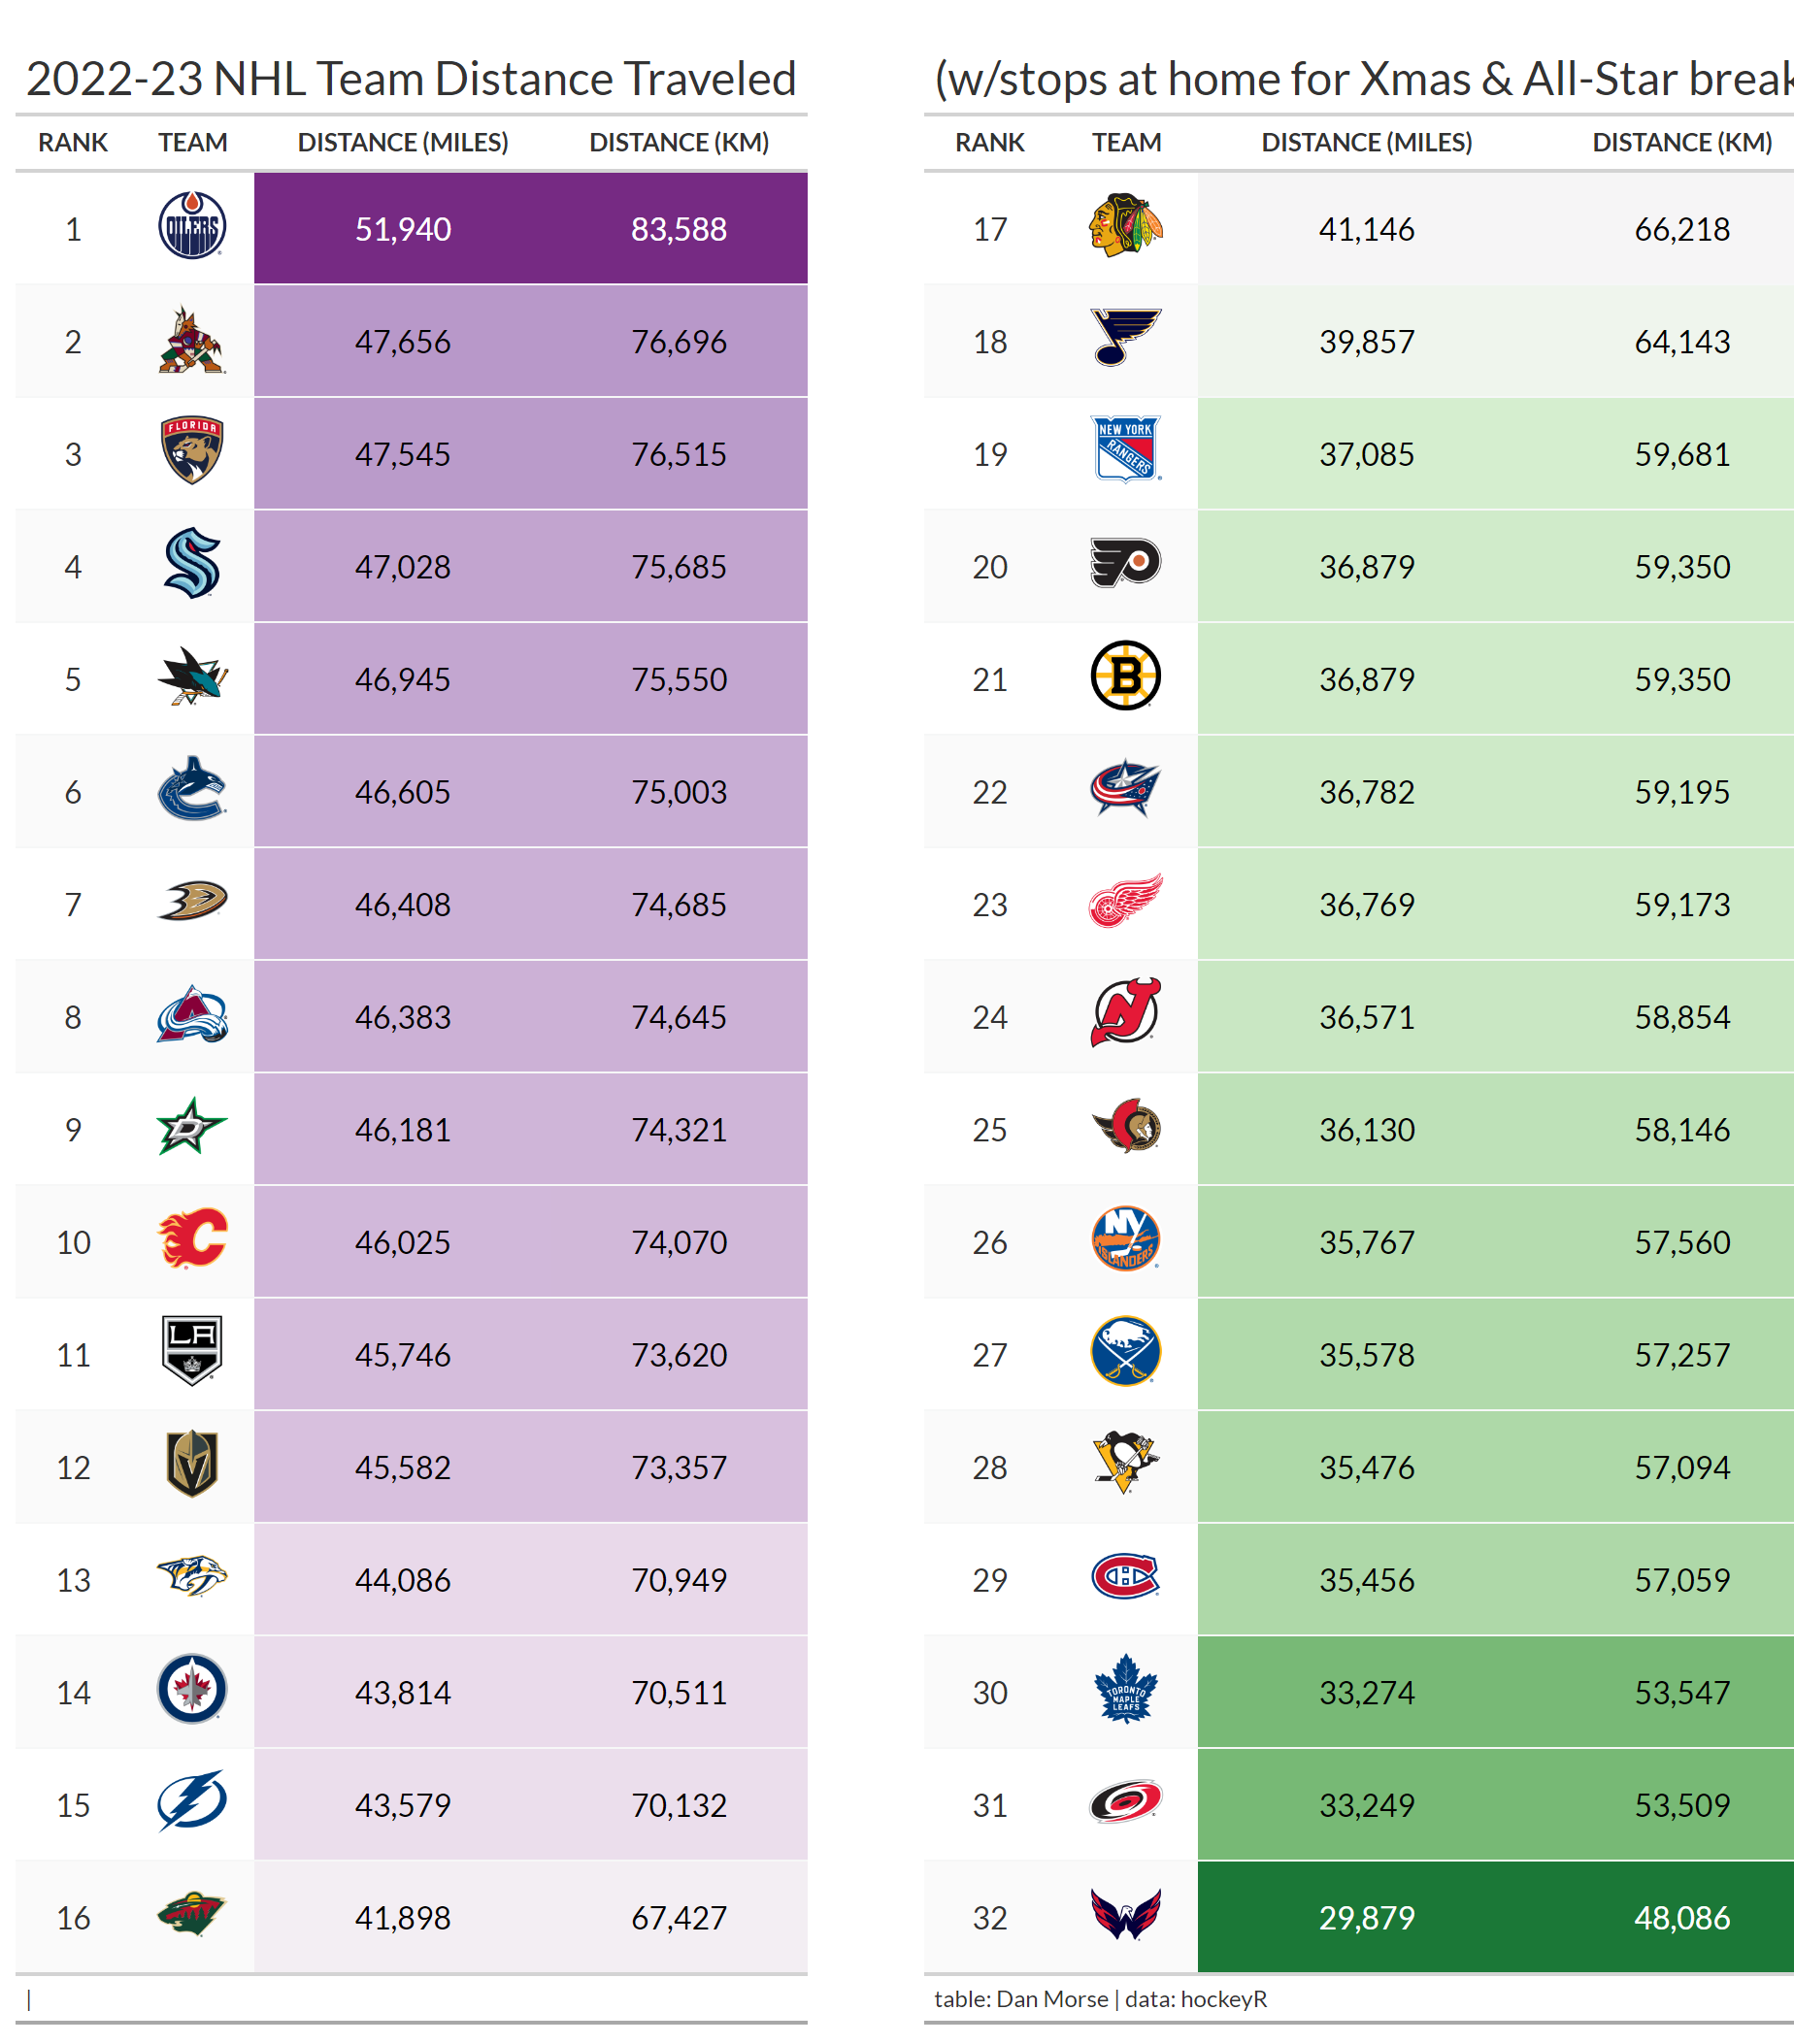 2022-23 NHL Team Distance Traveled
RANK TEAM DISTANCE (MILES) DISTANCE (KM)
1 OILERS 51,940 83,588
2 47,656 76,696
3 FLORIDA 47,545 76,515
4 47,028 75,685
5 46,945 75,550
6 46,605 75,003
7 46,408 74,685
8 46,383 74,645
9 D 46,181 74,321
10 C 46,025 74,070
11 LA 45,746 73,620
12 45,582 73,357
13 44,086 70,949
14 43,814 70,511
15 43,579 70,132
16 41,898 67,427
|
(w/stops at home for Xmas & All-Star break
RANK TEAM DISTANCE (MILES) DISTANCE (KM)
17 41,146 66,218
18 39,857 64,143
19 NEW YORK RANGERS 37,085 59,681
20 36,879 59,350
21 B 36,879 59,350
22 36,782 59,195
23 36,769 59,173
24 NJ 36,571 58,854
25 36,130 58,146
26 NY ISLANDERS 35,767 57,560
27 35,578 57,257
28 35,476 57,094
29 CH 35,456 57,059
30 TORONTO MAPLE LEAFS 33,274 53,547
31 33,249 53,509
32 29,879 48,086
table: Dan Morse | data: hockeyR